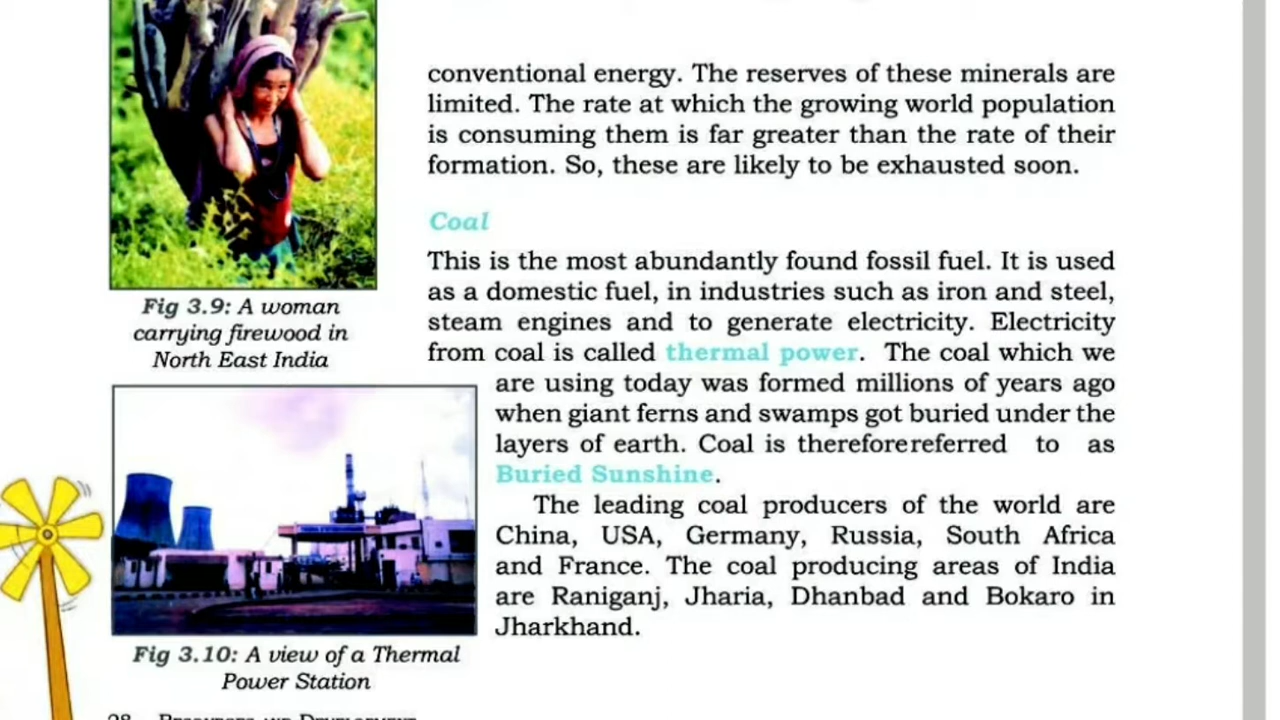 conventional energy. The reserves of these minerals are
limited. The rate at which the growing world population
is consuming them is far greater than the rate of their
formation. So, these are likely to be exhausted soon.
Coal
This is the most abundantly found fossil fuel. It is used
as a domestic fuel, in industries such as iron and steel,
steam engines and to generate electricity. Electricity
from coal is called thermal power. The coal which we
are using today was formed millions of years ago
when giant ferns and swamps got buried under the
layers of earth. Coal is thereforereferred to as
Buried Sunshine.
The leading coal producers of the world are
China, USA, Germany, Russia, South Africa
and France. The coal producing areas of India
are Raniganj, Jharia, Dhanbad and Bokaro in
Jharkhand.
Fig 3.9: A woman
carrying firewood in
North East India
Fig 3.10: A view of a Thermal
Power Station
28 Resources and Development